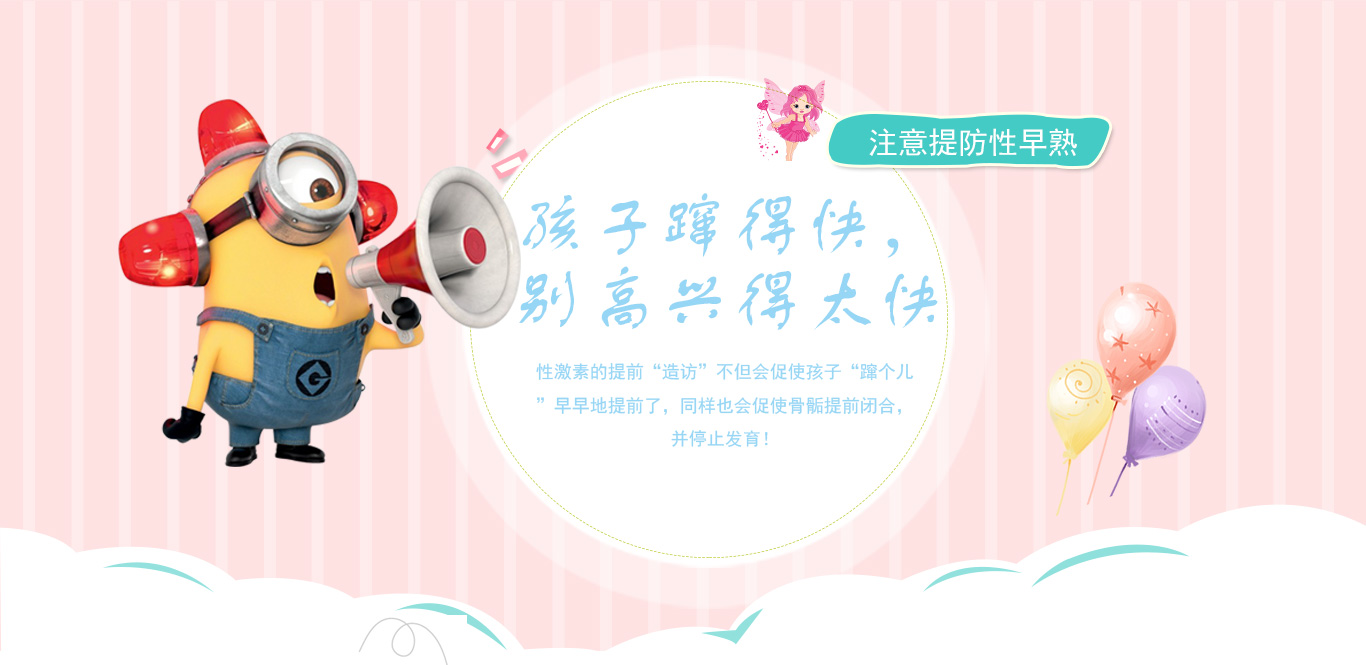 注意提防性早熟
孩子蹿得快，
别高兴得太快
性激素的提前“造访”不但会促使孩子“蹿个儿
”早早地提前了，同样也会促使骨骺提前闭合，
并停止发育！